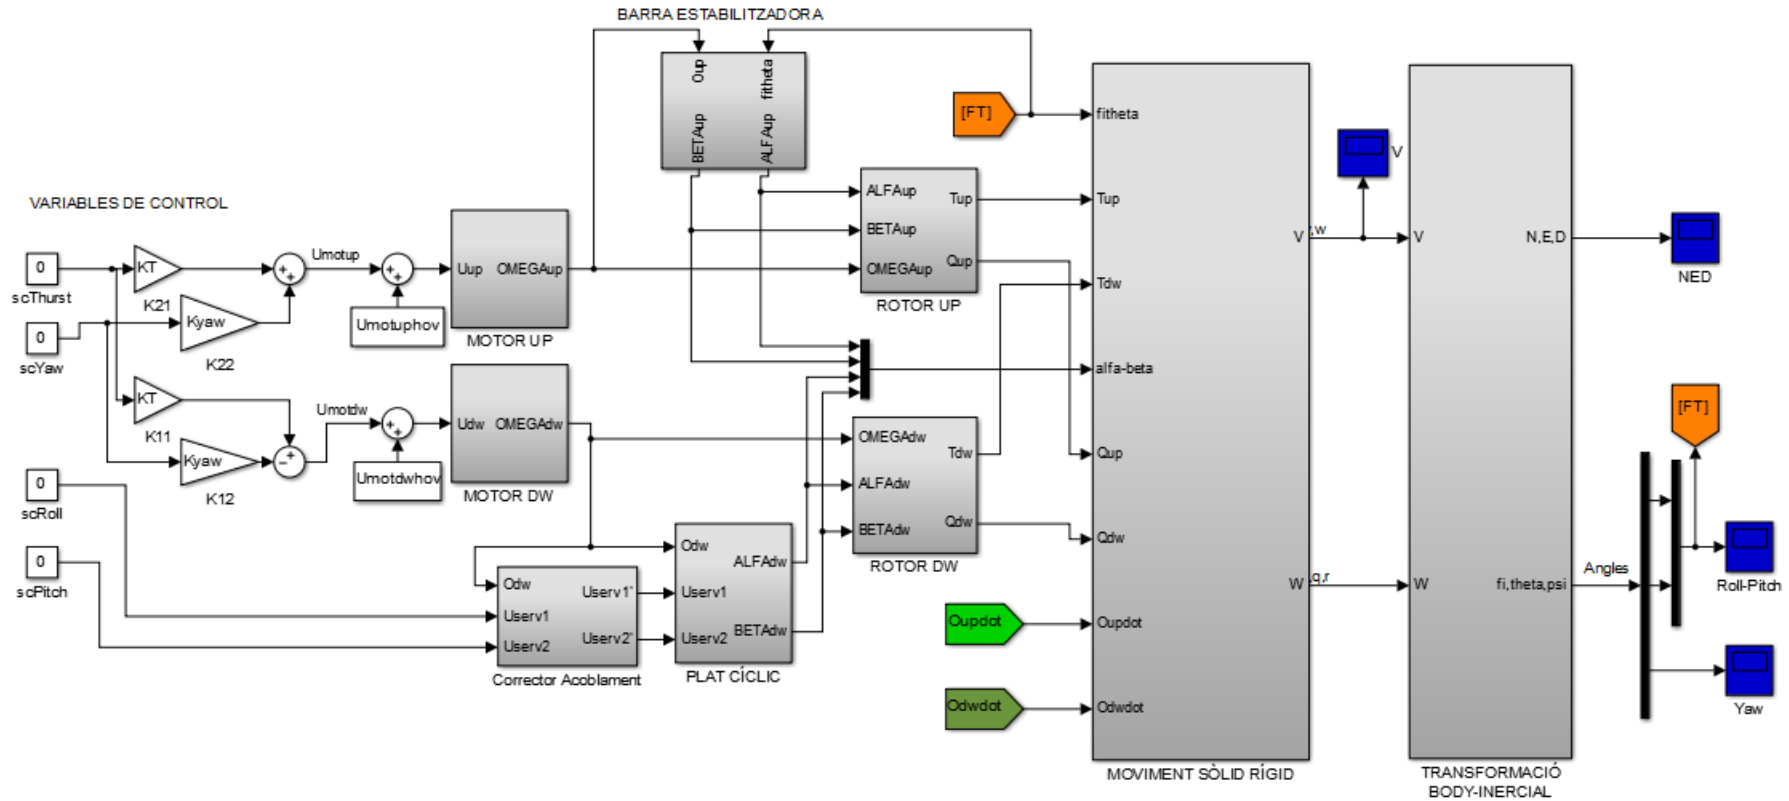 BARRA ESTABILITZADORA
Oup
fitheta
BETAup
ALFAup
[FT]
VARIABLES DE CONTROL
0
scThurst
0
scYaw
0
scRoll
0
scPitch
KT
K21
Kyaw
K22
KT
K11
Kyaw
K12
+
+
Umotup
+
+
Umotuphov
−
+
Umotdw
+
+
Umotdwhov
Uup
OMEGAup
MOTOR UP
Udw
OMEGAdw
MOTOR DW
Odw
Userv1
Userv2
Userv1'
Userv2'
Corrector Acoblament
Odw
Userv1
Userv2
ALFAdw
BETAdw
PLAT CÍCLIC
ALFAup
BETAup
OMEGAup
Tup
Qup
ROTOR UP
OMEGAdw
ALFAdw
BETAdw
Tdw
Qdw
ROTOR DW
Oupdot
Odwdot
fitheta
Tup
Tdw
alfa-beta
Qup
Qdw
Oupdot
Odwdot
V
W
MOVIMENT SÒLID RÍGID
,w
q,r
V
V
W
N,E,D
fi,theta,psi
TRANSFORMACIÓ
BODY-INERCIAL
NED
Angles
[FT]
Roll-Pitch
Yaw